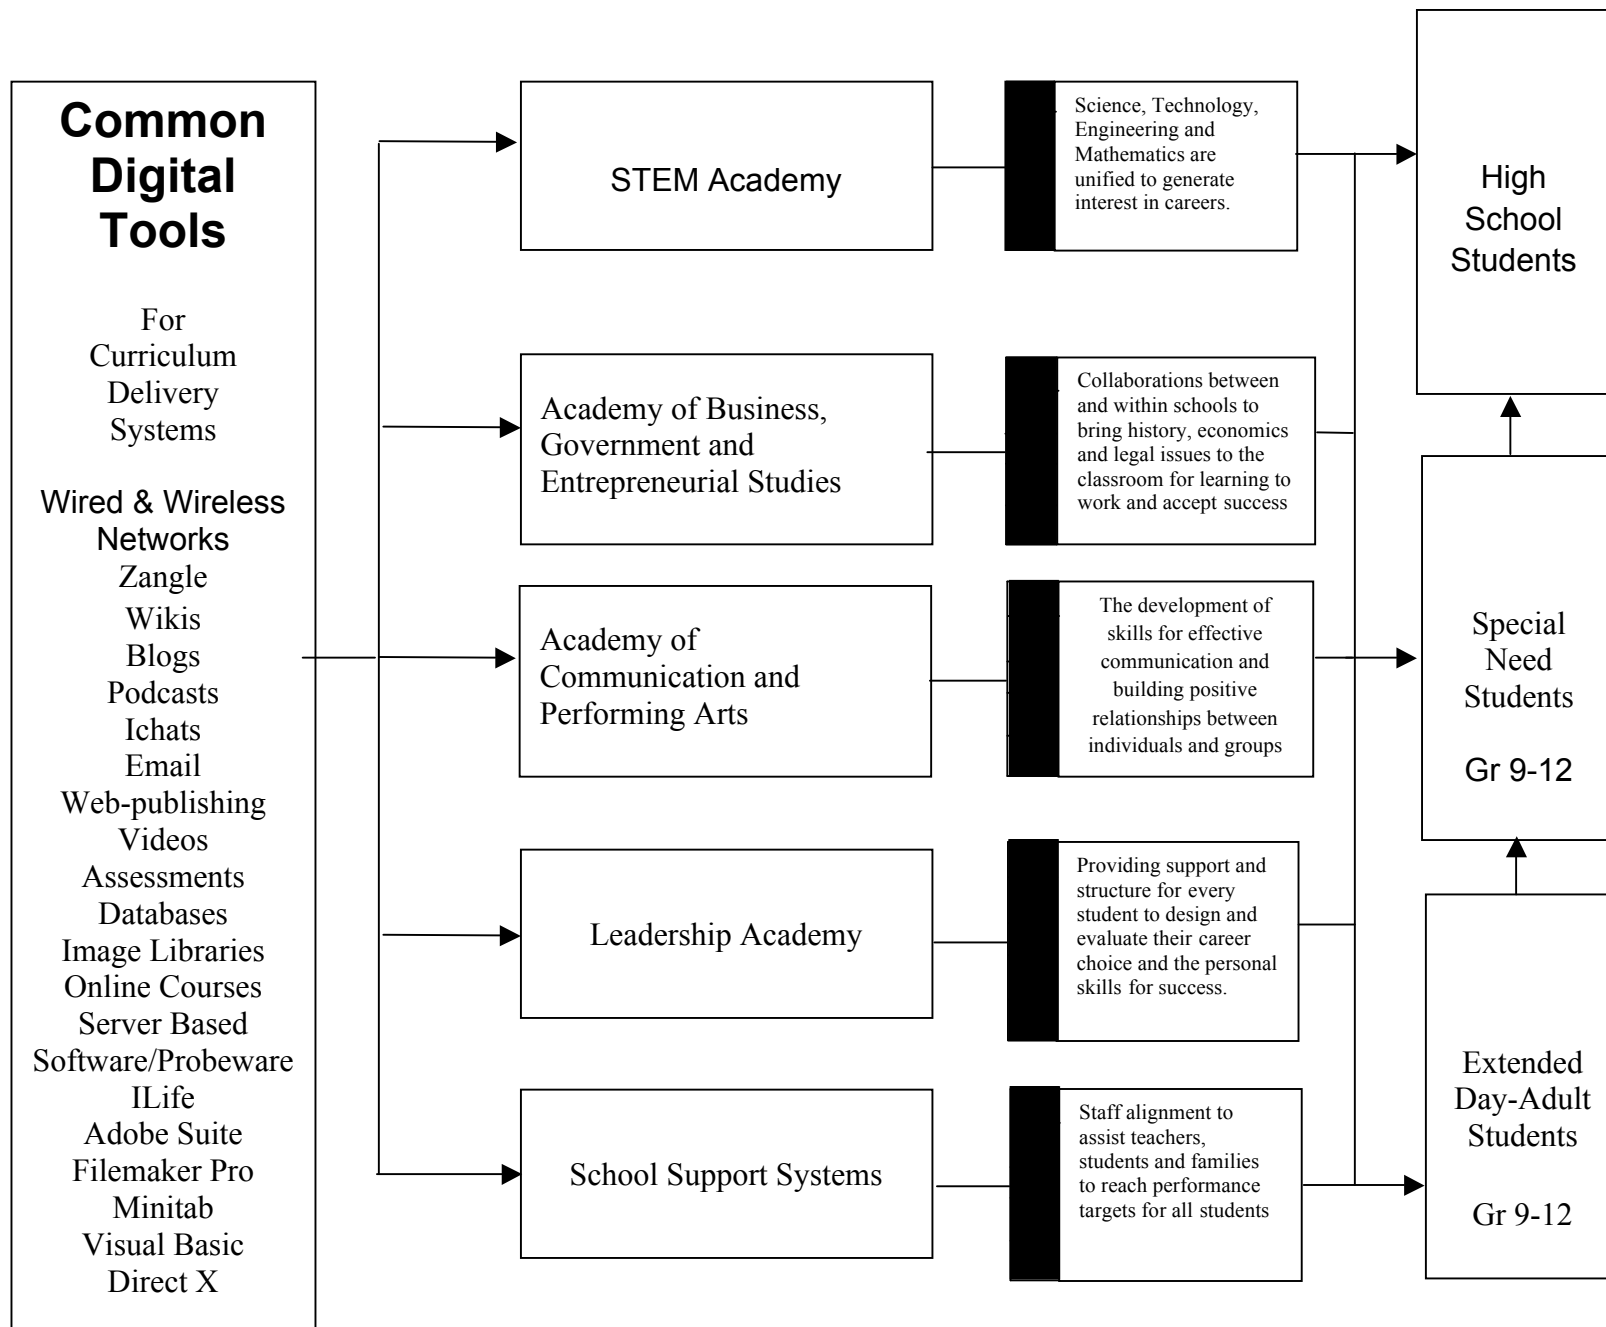 Common
Digital
Tools
For
Curriculum
Delivery
Systems
Wired & Wireless
Networks
Zangle
Wikis
Blogs
Podcasts
Ichats
Email
Web-publishing
Videos
Assessments
Databases
Image Libraries
Online Courses
Server Based
Software/Probeware
ILife
Adobe Suite
Filemaker Pro
Minitab
Visual Basic
Direct X
STEM Academy
Science, Technology,
Engineering and
Mathematics are
unified to generate
interest in careers.
Academy of Business,
Government and
Entrepreneurial Studies
Collaborations between
and within schools to
bring history, economics
and legal issues to the
classroom for learning to
work and accept success
Academy of
Communication and
Performing Arts
The development of
skills for effective
communication and
building positive
relationships between
individuals and groups
Leadership Academy
Providing support and
structure for every
student to design and
evaluate their career
choice and the personal
skills for success.
School Support Systems
Staff alignment to
assist teachers,
students and families
to reach performance
targets for all students
High
School
Students
Special
Need
Students
Gr 9-12
Extended
Day-Adult
Students
Gr 9-12